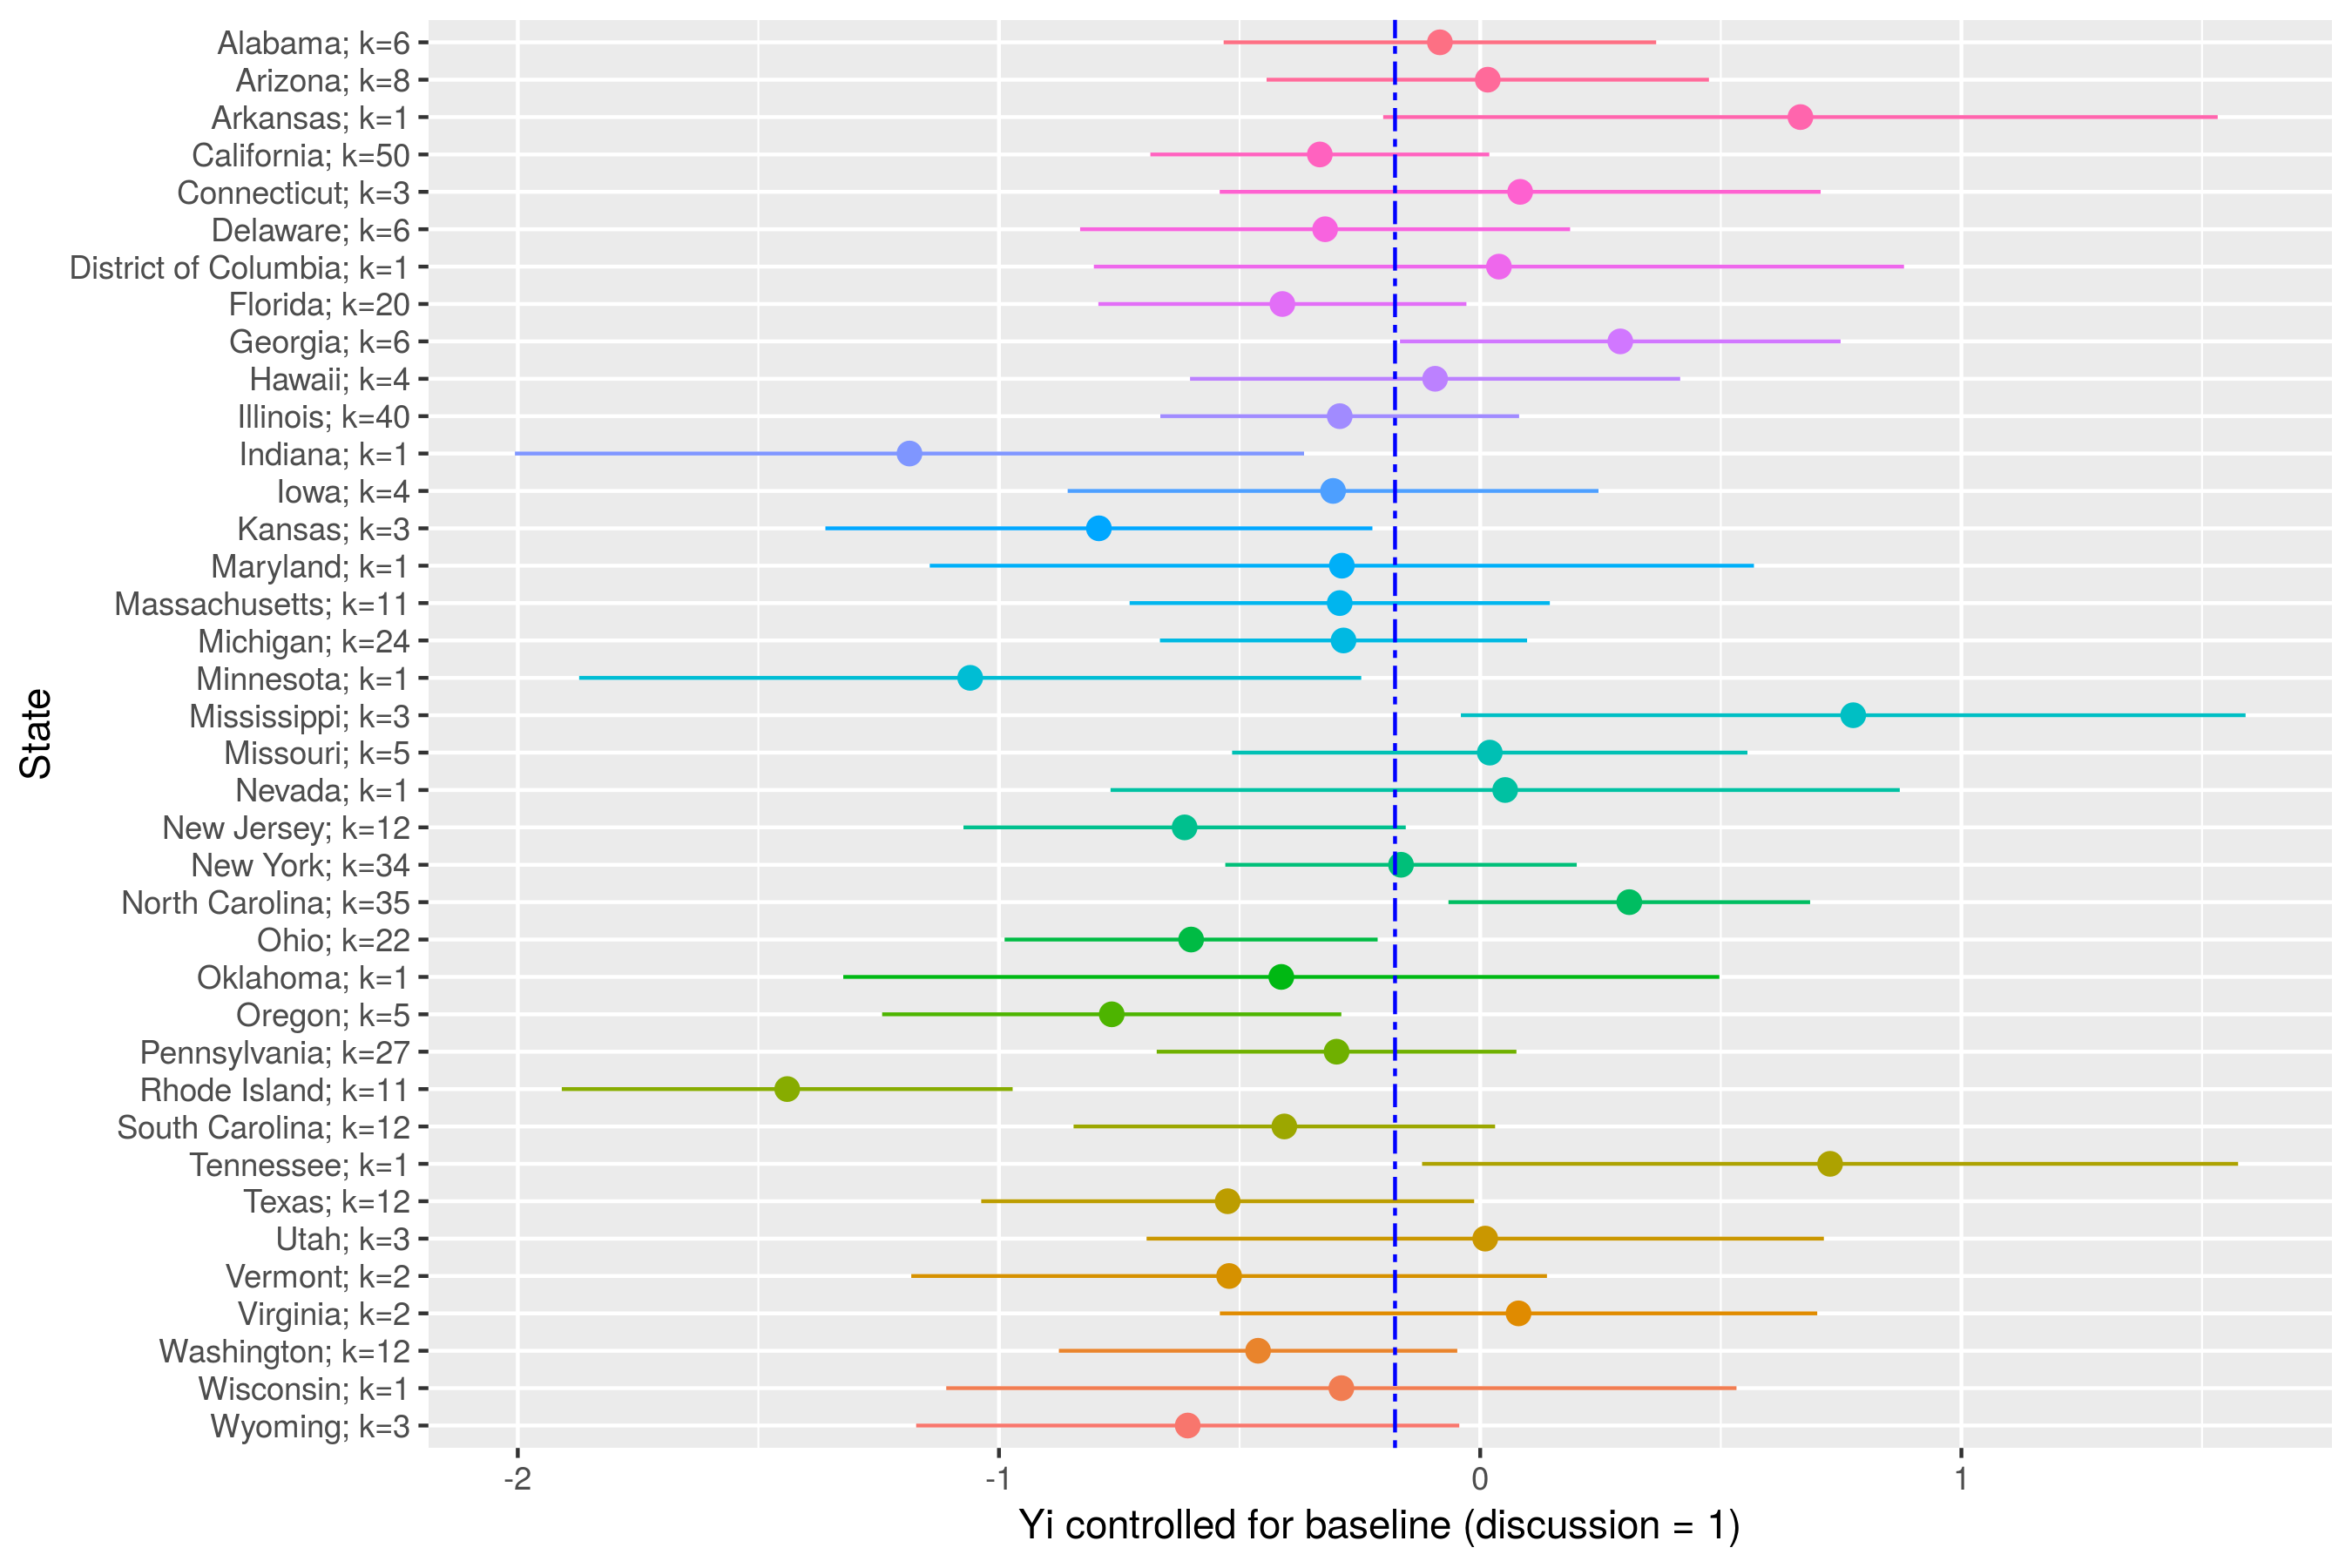 Alabama; k=6
Arizona; k=8
Arkansas; k=1
California; k=50
Connecticut; k=3
Delaware; k=6
District of Columbia; k=1
Florida; k=20
Georgia; k=6
Hawaii; k=4
Illinois; k=40
Indiana; k=1
Iowa; k=4
Kansas; k=3
Maryland; k=1
Massachusetts; k=11
Michigan; k=24
Minnesota; k=1
Mississippi; k=3
Missouri; k=5
Nevada; k=1
New Jersey; k=12
New York; k=34
North Carolina; k=35
Ohio; k=22
Oklahoma; k=1
Oregon; k=5
Pennsylvania; k=27
Rhode Island; k=11
South Carolina; k=12
Tennessee; k=1
Texas; k=12
Utah; k=3
Vermont; k=2
Virginia; k=2
Washington; k=12
Wisconsin; k=1
Wyoming; k=3
State
-2 -1 0 1
Yi controlled for baseline (discussion = 1)